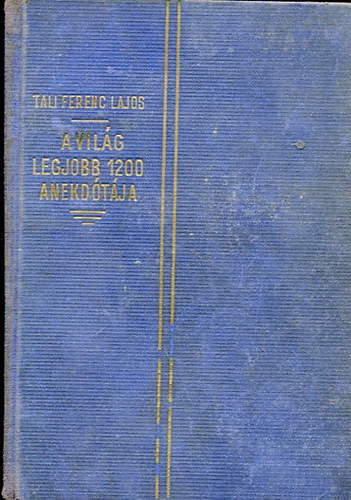 TALI FERENC LAJOS
A VILÁG
LEGJOBB 1200
ANEKDÓTÁJA